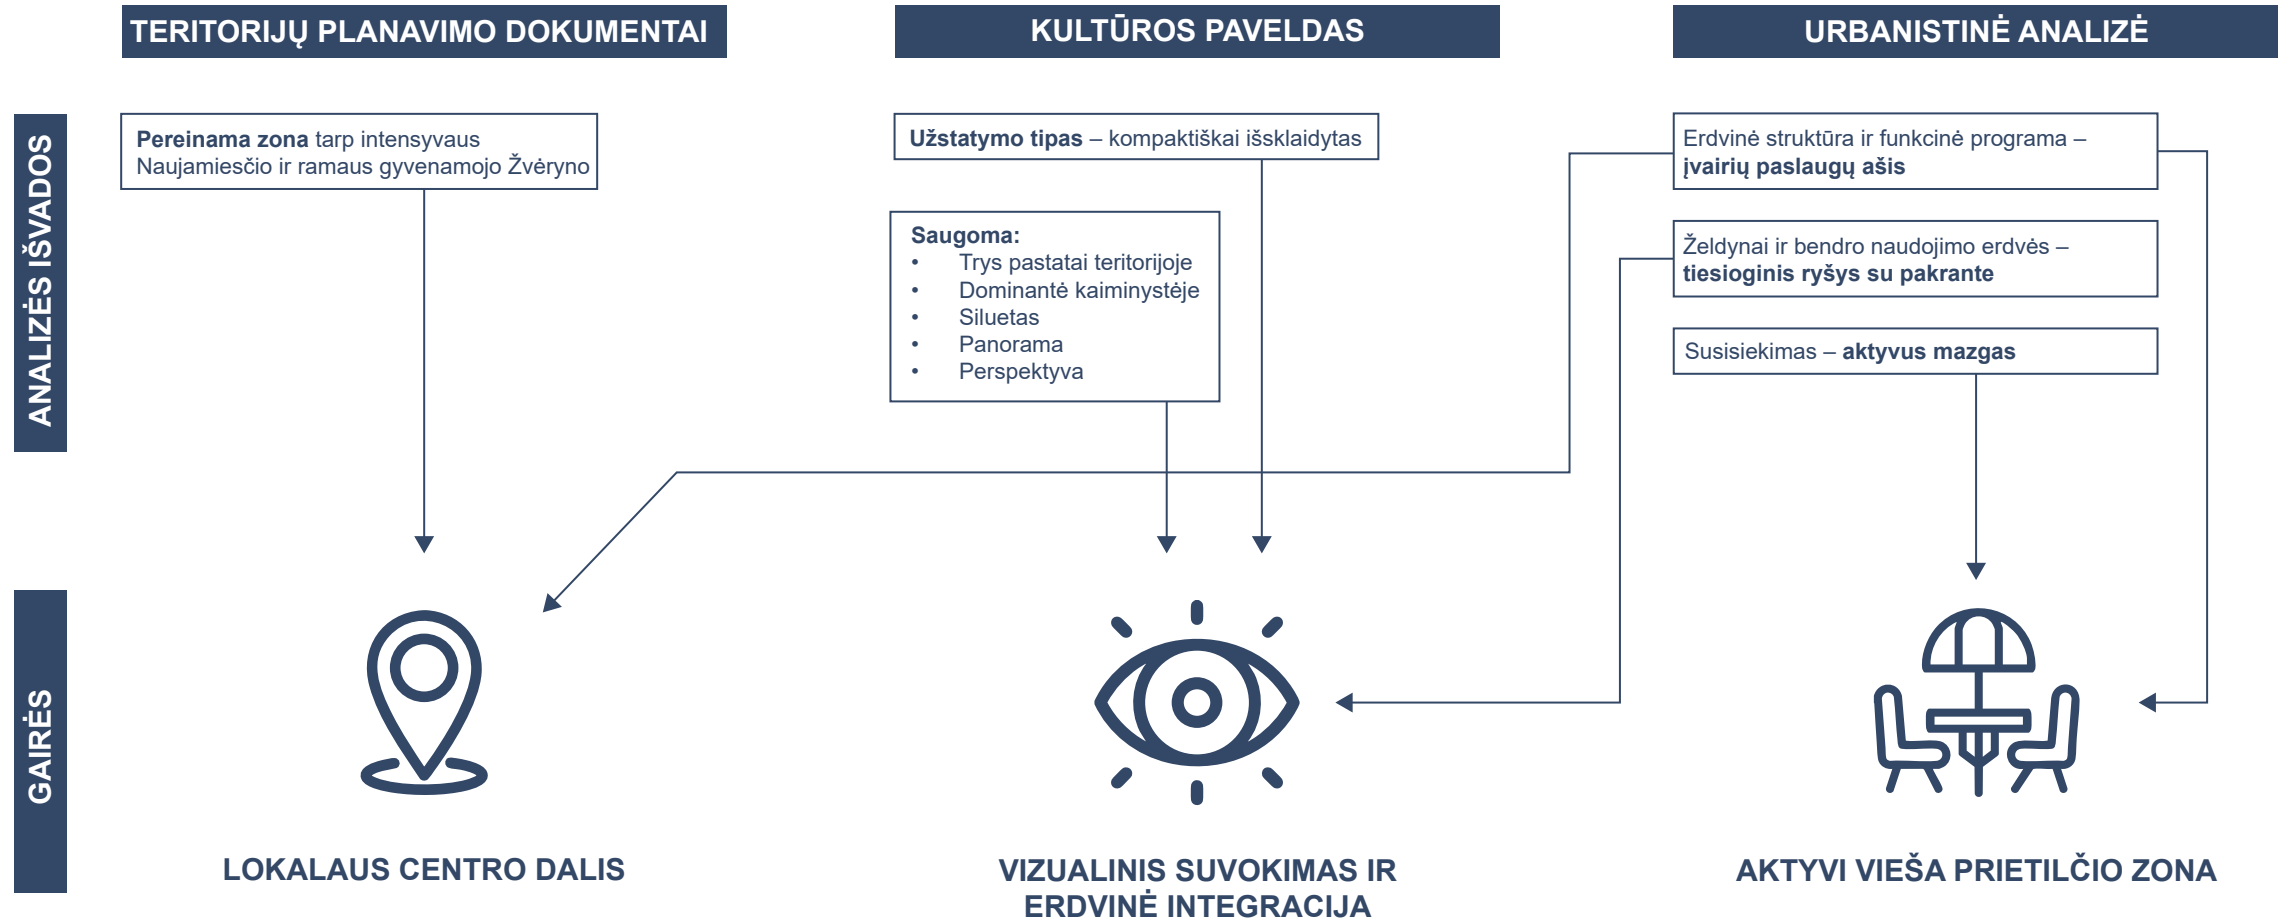 TERITORIJŲ PLANAVIMO DOKUMENTAI
KULTŪROS PAVELDAS
URBANISTINĖ ANALIZĖ
ANALIZĖS IŠVADOS
Pereinama zona tarp intensyvaus
Naujamiesčio ir ramaus gyvenamojo Žvėryno
Užstatymo tipas – kompaktiškai išsklaidytas
Saugoma:
• Trys pastatai teritorijoje
• Dominantė kaiminystėje
• Siluetas
• Panorama
• Perspektyva
Erdvinė struktūra ir funkcinė programa –
įvairių paslaugų ašis
Želdynai ir bendro naudojimo erdvės –
tiesioginis ryšys su pakrante
Susisiekimas – aktyvus mazgas
GAIRĖS
LOKALAUS CENTRO DALIS
VIZUALINIS SUVOKIMAS IR
ERDVINĖ INTEGRACIJA
AKTYVI VIEŠA PRIETILČIO ZONA